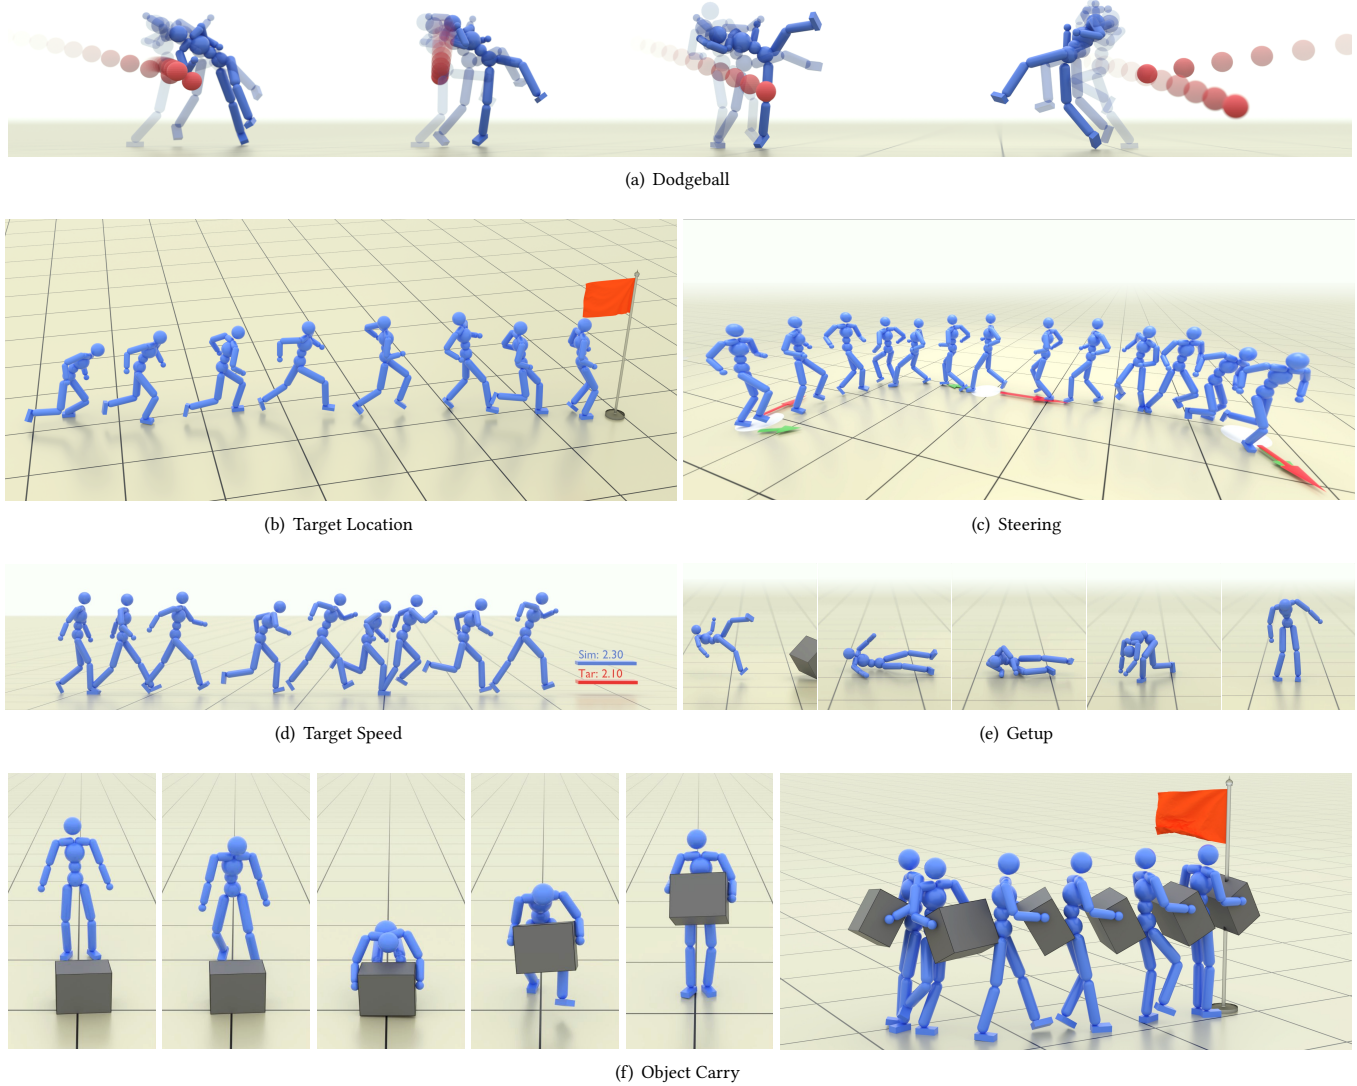 (a) Dodgeball
(b) Target Location
(c) Steering
Sim: 2.30
Tar: 2.10
(d) Target Speed
(e) Getup
(f) Object Carry